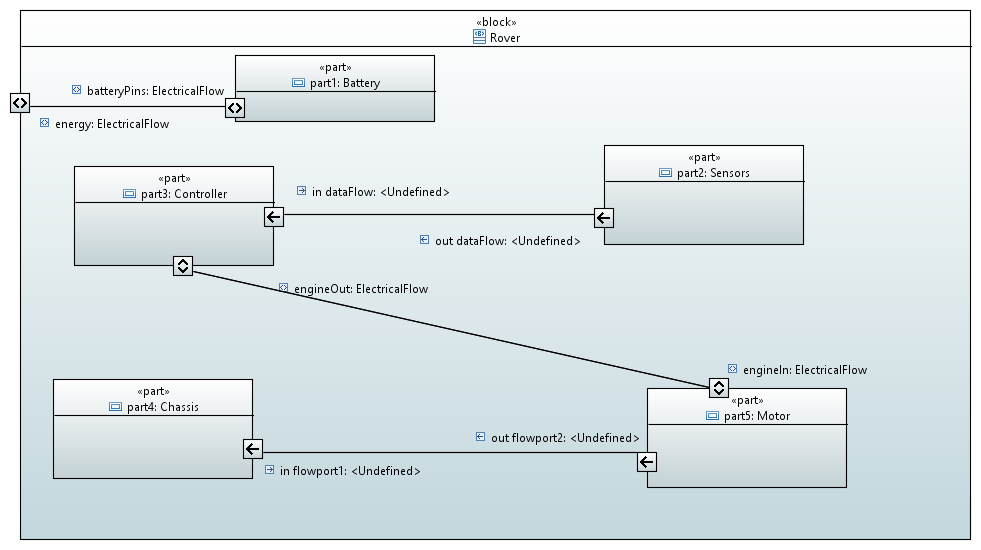 «block»
Rover
«part»
part1: Battery
batteryPins: ElectricalFlow
energy: ElectricalFlow
«part»
part2: Sensors
«part»
part3: Controller
in dataFlow: <Undefined>
out dataFlow: <Undefined>
engineOut: ElectricalFlow
engineIn: ElectricalFlow
«part»
part4: Chassis
«part»
part5: Motor
out flowport2: <Undefined>
in flowport1: <Undefined>